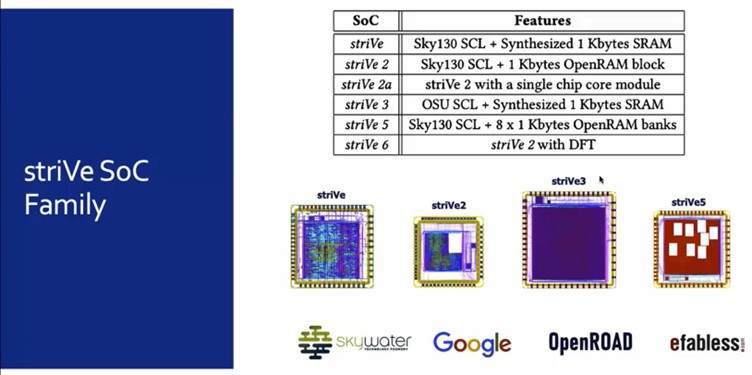 SoC Features
striVe Sky130 SCL + Synthesized 1 Kbytes SRAM
striVe 2 Sky130 SCL + 1 Kbytes OpenRAM block
striVe 2a striVe 2 with a single chip core module
striVe 3 OSU SCL + Synthesized 1 Kbytes SRAM
striVe 5 Sky130 SCL + 8 x 1 Kbytes OpenRAM banks
striVe 6 striVe 2 with DFT
striVe SoC
Family
striVe
striVe2
striVe3
striVe5
skywater
TECHNOLOGY FOUNDRY
Google
OpenROAD
efabless.com